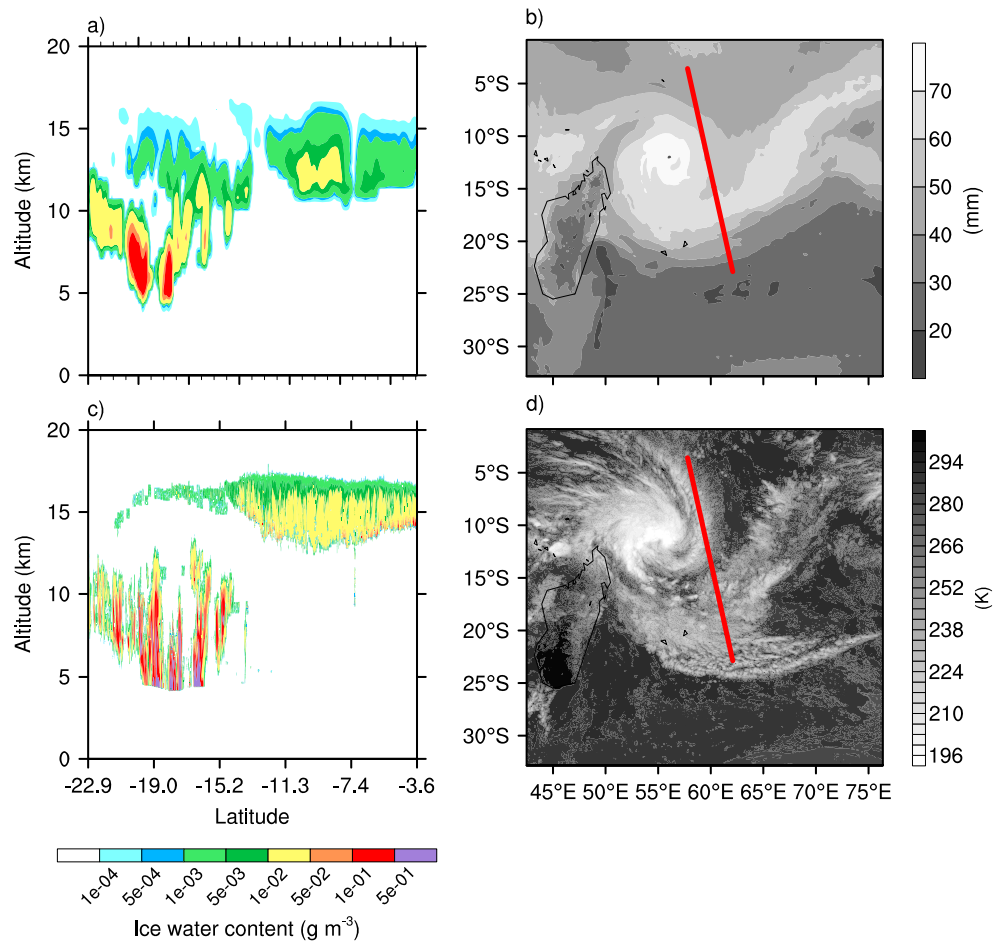 a)
20
15
10
5
0
Altitude (km)
b)
5°S
10°S
15°S
20°S
25°S
30°S
70
60
50
40
30
20
(mm)
c)
20
15
10
5
0
Altitude (km)
-22.9 -19.0 -15.2 -11.3 -7.4 -3.6
Latitude
d)
5°S
10°S
15°S
20°S
25°S
30°S
45°E 50°E 55°E 60°E 65°E 70°E 75°E
294
280
266
252
238
224
210
196
(K)
1e-04 5e-04 1e-03 5e-03 1e-02 5e-02 1e-01 5e-01
Ice water content (g m⁻³)